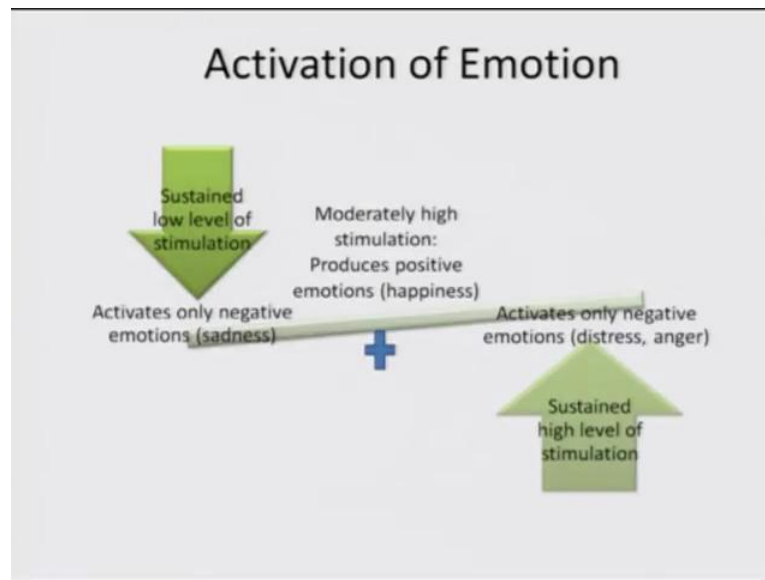 Activation of Emotion
Sustained
low level of
stimulation
Moderately high
stimulation:
Produces positive
emotions (happiness)
Activates only negative
emotions (sadness)
Activates only negative
emotions (distress, anger)
Sustained
high level of
stimulation